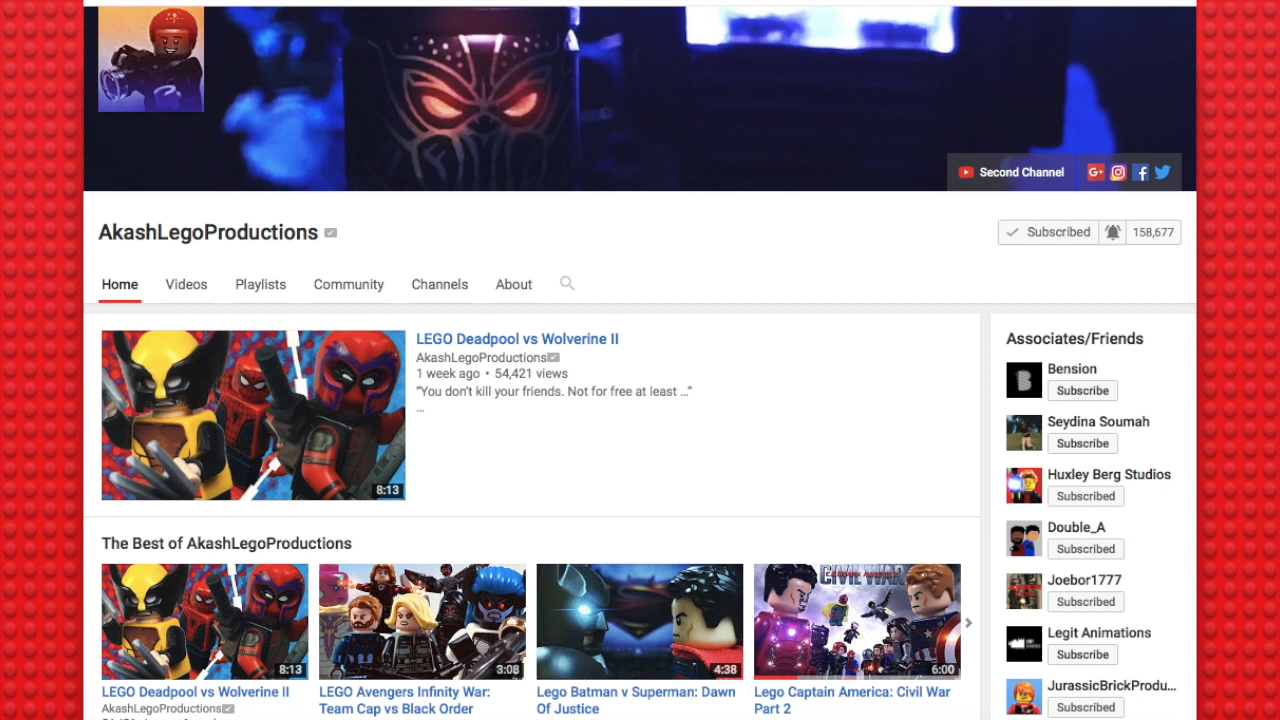 Second Channel
AkashLegoProductions
Subscribed
158,677
Home
Videos
Playlists
Community
Channels
About
8:13
LEGO Deadpool vs Wolverine II
AkashLegoProductions
1 week ago • 54,421 views
"You don't kill your friends. Not for free at least ..."
...
The Best of AkashLegoProductions
8:13
LEGO Deadpool vs Wolverine II
AkashLegoProductions
3:08
LEGO Avengers Infinity War:
Team Cap vs Black Order
4:38
Lego Batman v Superman: Dawn
Of Justice
CIVIL WAR
6:00
Lego Captain America: Civil War
Part 2
Associates/Friends
Bension
Subscribe
Seydina Soumah
Subscribe
Huxley Berg Studios
Subscribed
Double_A
Subscribed
Joebor1777
Subscribed
Legit Animations
Subscribe
JurassicBrickProdu...
Subscribed